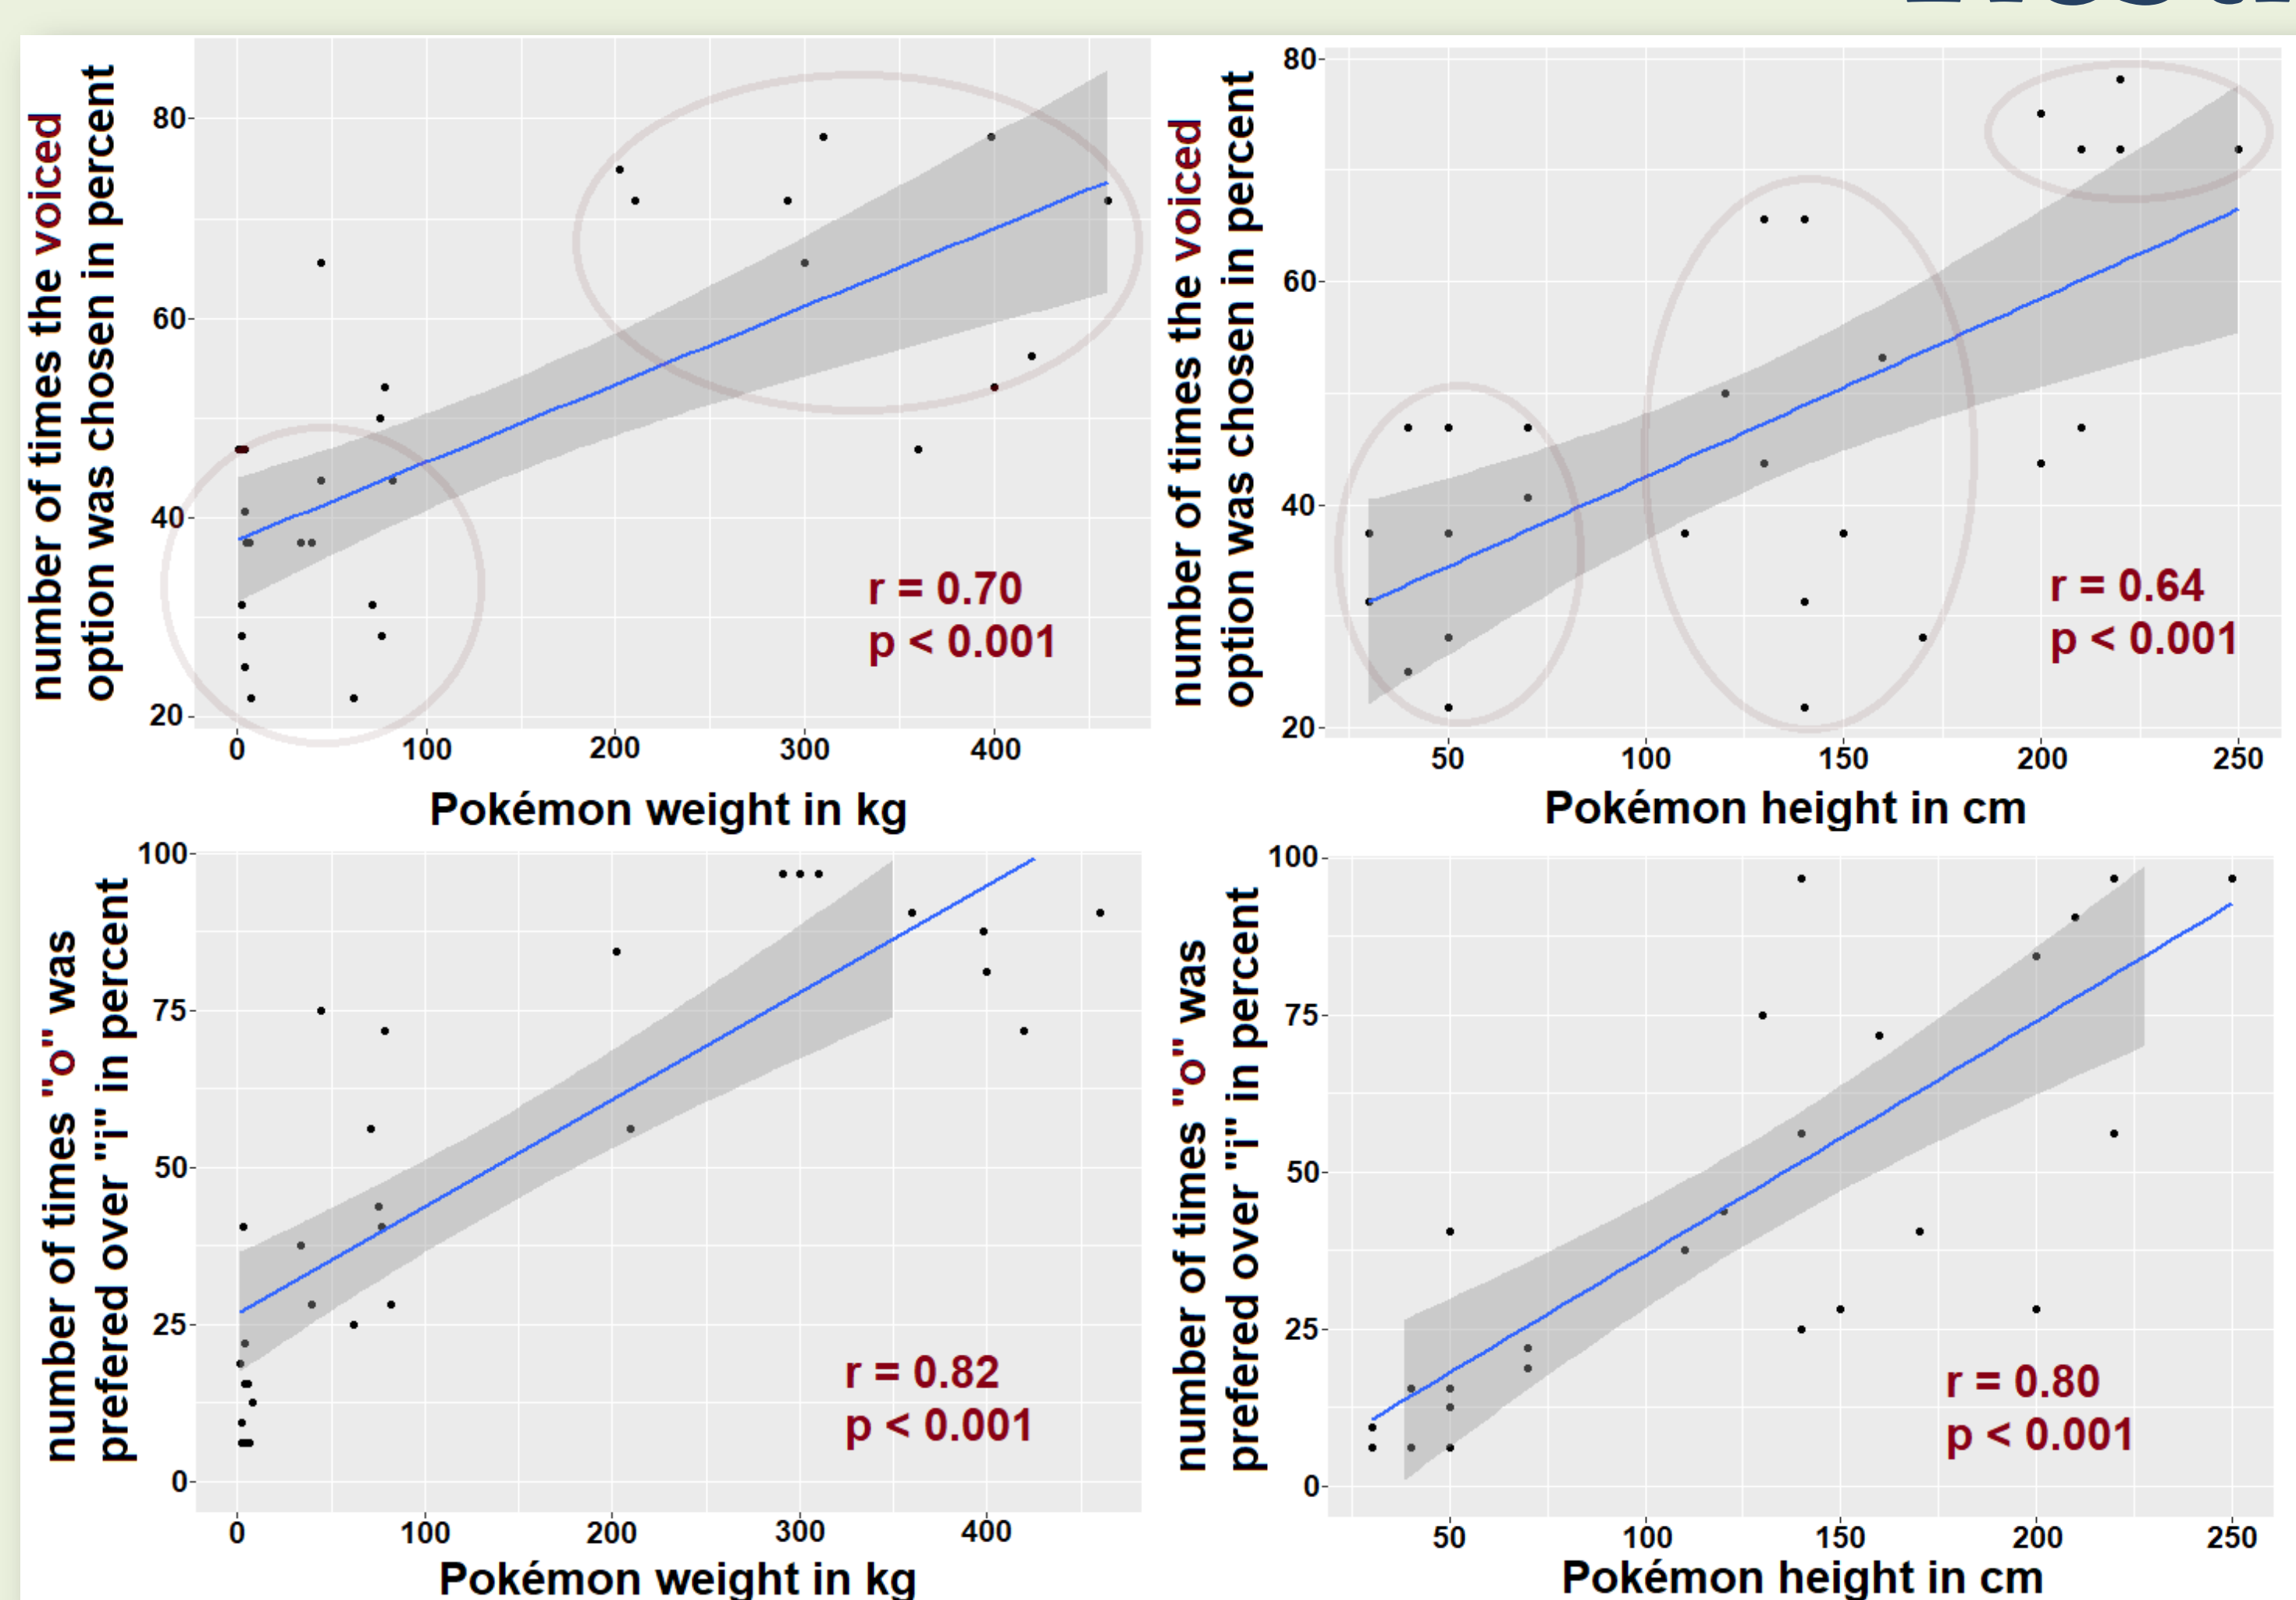 number of times the voiced
option was chosen in percent
80
60
40
20
0 100 200 300 400
Pokémon weight in kg
r = 0.70
p < 0.001
number of times the voiced
option was chosen in percent
80
60
40
20
50 100 150 200 250
Pokémon height in cm
r = 0.64
p < 0.001
number of times "o" was
prefered over "i" in percent
100
75
50
25
0
0 100 200 300 400
Pokémon weight in kg
r = 0.82
p < 0.001
number of times "o" was
prefered over "i" in percent
100
75
50
25
0
50 100 150 200 250
Pokémon height in cm
r = 0.80
p < 0.001